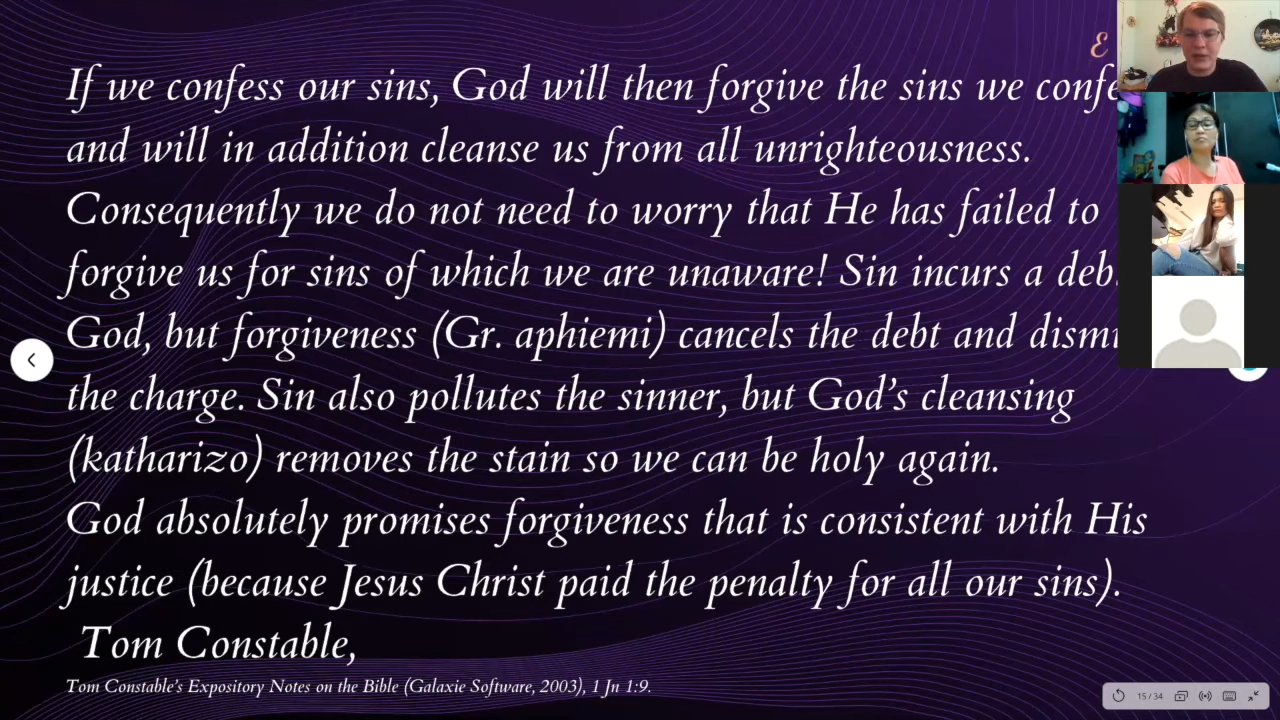 ε
If we confess our sins, God will then forgive the sins we
and will in addition cleanse us from all unrighteousness.
Consequently we do not need to worry that He has failed to
forgive us for sins of which we are unaware! Sin incurs a
God, but forgiveness (Gr. aphiemi) cancels the debt and
the charge. Sin also pollutes the sinner, but God’s cleansing
(katharizo) removes the stain so we can be holy again.
God absolutely promises forgiveness that is consistent with His
justice (because Jesus Christ paid the penalty for all our sins).
Tom Constable,
Tom Constable’s Expository Notes on the Bible (Galaxie Software, 2003), 1 Jn 1:9.
15 / 34